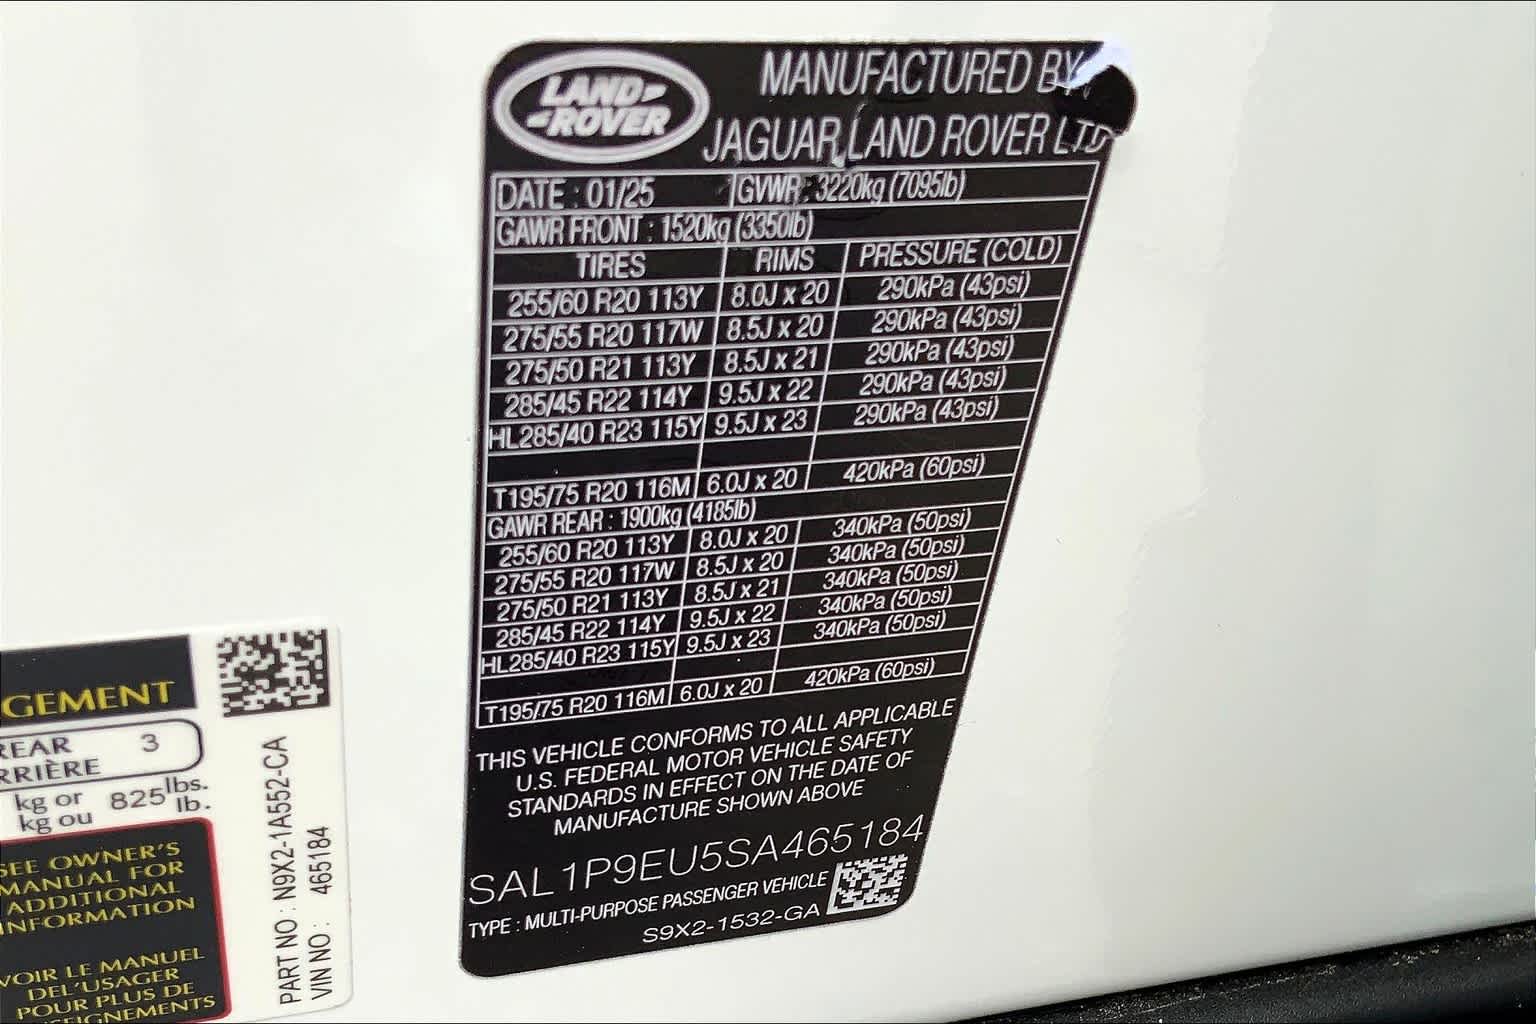 LAND
ROVER
MANUFACTURED BY
JAGUAR LAND ROVER LTD
DATE : 01/25 GVWR : 3220kg (7095lb)
GAWR FRONT : 1520kg (3350lb)
TIRES RIMS PRESSURE (COLD)
255/60 R20 113Y 8.0J x 20 290kPa (43psi)
275/55 R20 117W 8.5J x 20 290kPa (43psi)
275/50 R21 113Y 8.5J x 21 290kPa (43psi)
285/45 R22 114Y 9.5J x 22 290kPa (43psi)
HL285/40 R23 115Y 9.5J x 23 290kPa (43psi)
T195/75 R20 116M 6.0J x 20 420kPa (60psi)
GAWR REAR : 1900kg (4185lb)
255/60 R20 113Y 8.0J x 20 340kPa (50psi)
275/55 R20 117W 8.5J x 20 340kPa (50psi)
275/50 R21 113Y 8.5J x 21 340kPa (50psi)
285/45 R22 114Y 9.5J x 22 340kPa (50psi)
HL285/40 R23 115Y 9.5J x 23 340kPa (50psi)
T195/75 R20 116M 6.0J x 20 420kPa (60psi)
THIS VEHICLE CONFORMS TO ALL APPLICABLE
U.S. FEDERAL MOTOR VEHICLE SAFETY
STANDARDS IN EFFECT ON THE DATE OF
MANUFACTURE SHOWN ABOVE
SAL1P9EU5SA465184
TYPE : MULTI-PURPOSE PASSENGER VEHICLE
S9X2-1532-GA
GEMENT
REAR 3
RRIÈRE
kg or 825 lbs.
kg ou lb.
SEE OWNER'S
MANUAL FOR
ADDITIONAL
INFORMATION
VOIR LE MANUEL
DEL'USAGER
POUR PLUS DE
SEIGNEMENTS
PART NO : N9X2-1A552-CA
VIN NO : 465184